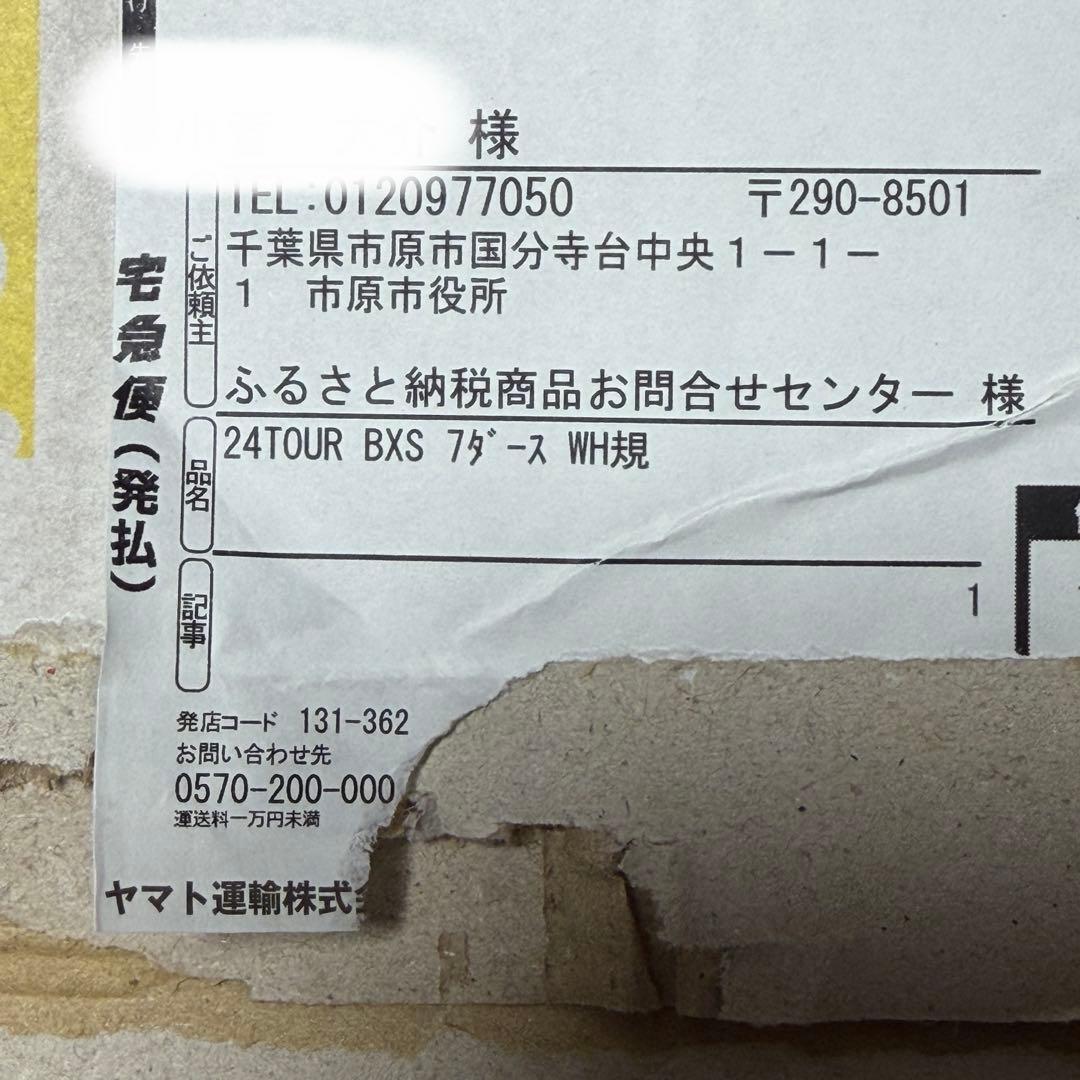 様
TEL:0120977050 〒290-8501
ご依頼主
千葉県市原市国分寺台中央1-1-
1 市原市役所
ふるさと納税商品お問合せセンター 様
品名
24TOUR BXS 7ダース WH規
記事
1
宅急便(発払)
発店コード 131-362
お問い合わせ先
0570-200-000
運送料一万円未満
ヤマト運輸株式